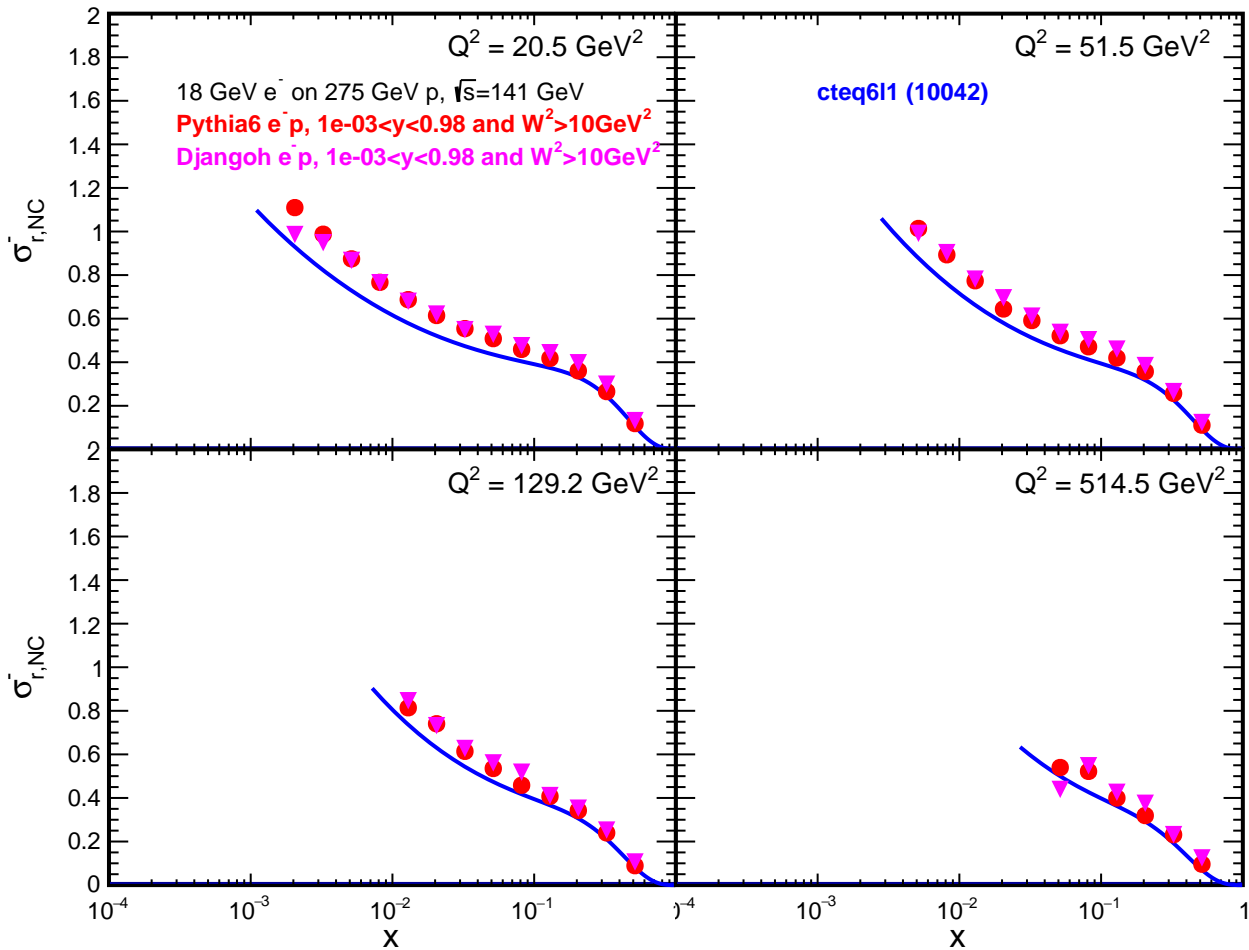 Q² = 20.5 GeV²
18 GeV e⁻ on 275 GeV p, √s=141 GeV
Pythia6 e⁻p, 1e-03<y<0.98 and W²>10GeV²
Djangoh e⁻p, 1e-03<y<0.98 and W²>10GeV²
2
1.8
1.6
1.4
1.2
1
0.8
0.6
0.4
0.2
σ⁻r,NC
Q² = 51.5 GeV²
cteq6l1 (10042)
Q² = 129.2 GeV²
2
1.8
1.6
1.4
1.2
1
0.8
0.6
0.4
0.2
0
σ⁻r,NC
10⁻⁴ 10⁻³ 10⁻² 10⁻¹
x
Q² = 514.5 GeV²
0⁻⁴ 10⁻³ 10⁻² 10⁻¹ 1
x